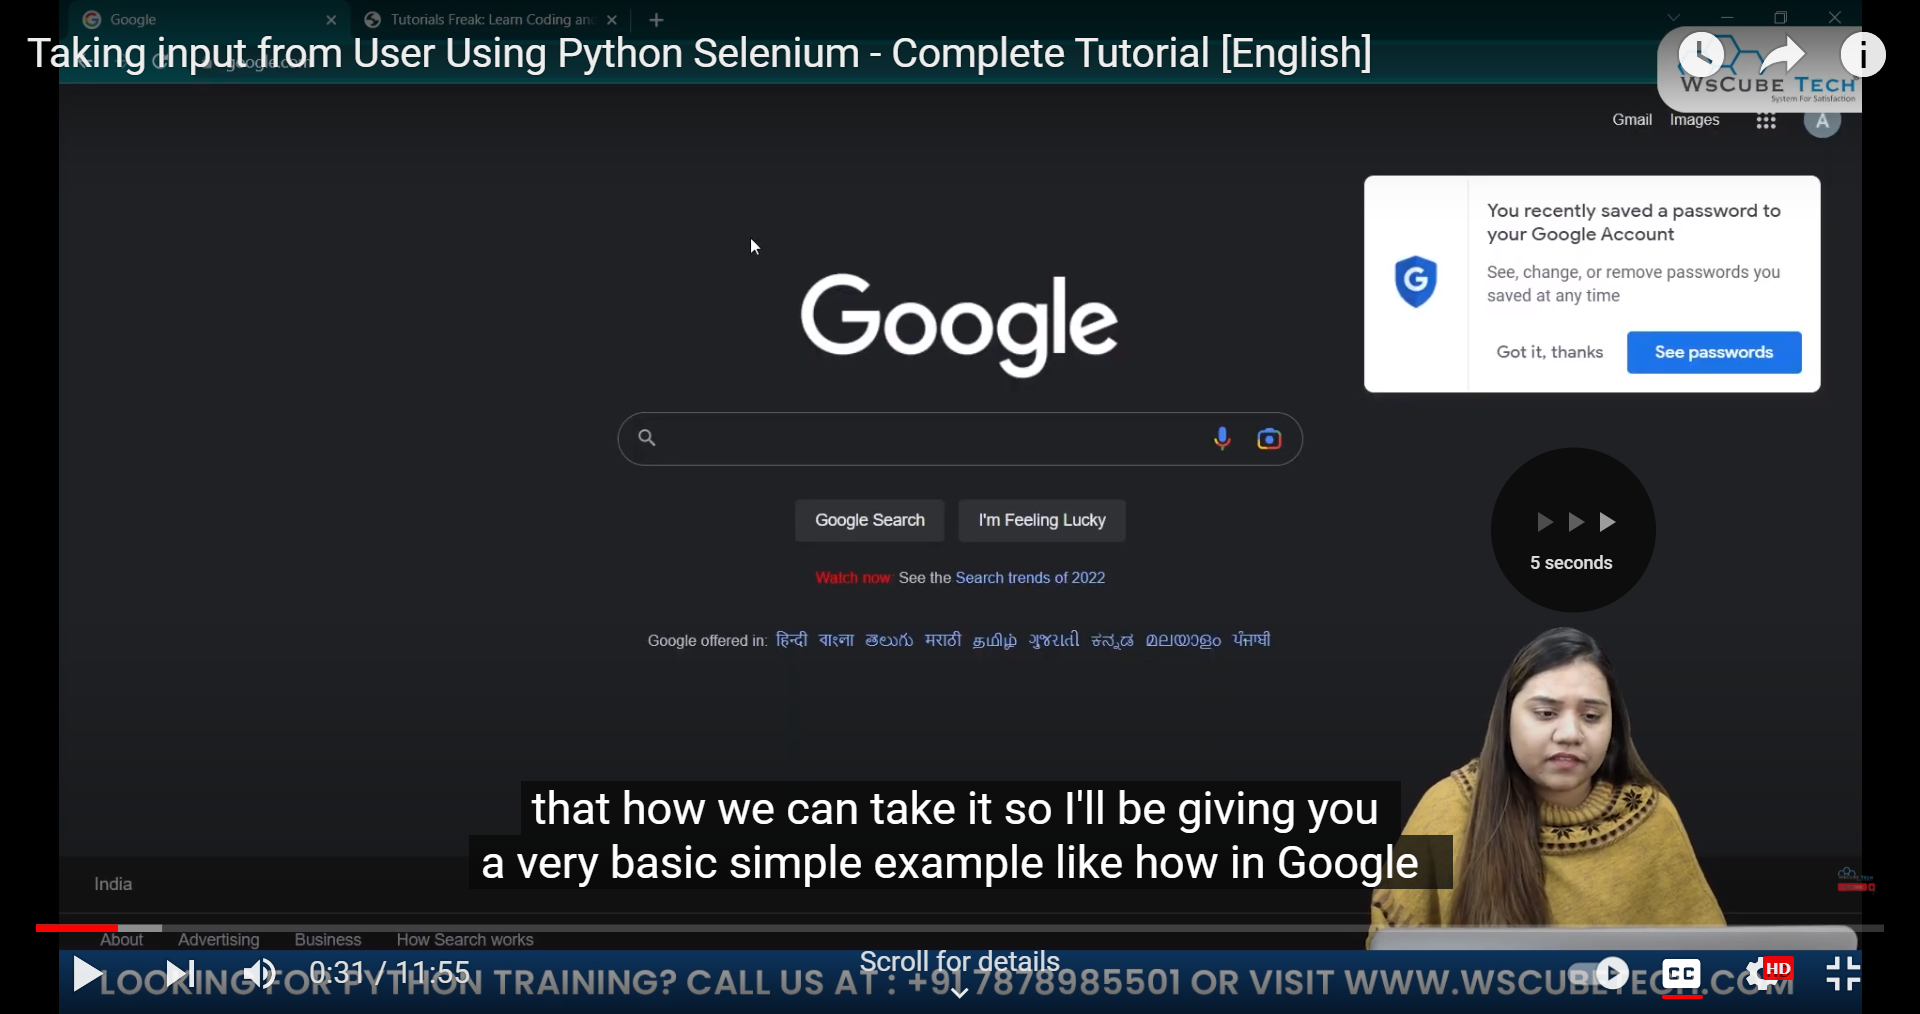 Google
Tutorials Freak: Learn Coding an
Taking input from User Using Python Selenium - Complete Tutorial [English]
google.com
WsCube Tech
System For Satisfaction
Gmail Images
A
You recently saved a password to
your Google Account
See, change, or remove passwords you
saved at any time
Got it, thanks See passwords
Google
Google Search I'm Feeling Lucky
5 seconds
Watch now: See the Search trends of 2022
Google offered in: हिन्दी বাংলা తెలుగు मराठी தமிழ் ગુજરાતી ಕನ್ನಡ മലയാളം ਪੰਜਾਬੀ
that how we can take it so I'll be giving you
a very basic simple example like how in Google
India
About Advertising Business How Search works
Scroll for details
0:31 / 11:55
CC HD
LOOKING FOR PYTHON TRAINING? CALL US AT : +91 7878985501 OR VISIT WWW.WSCUBETECH.COM